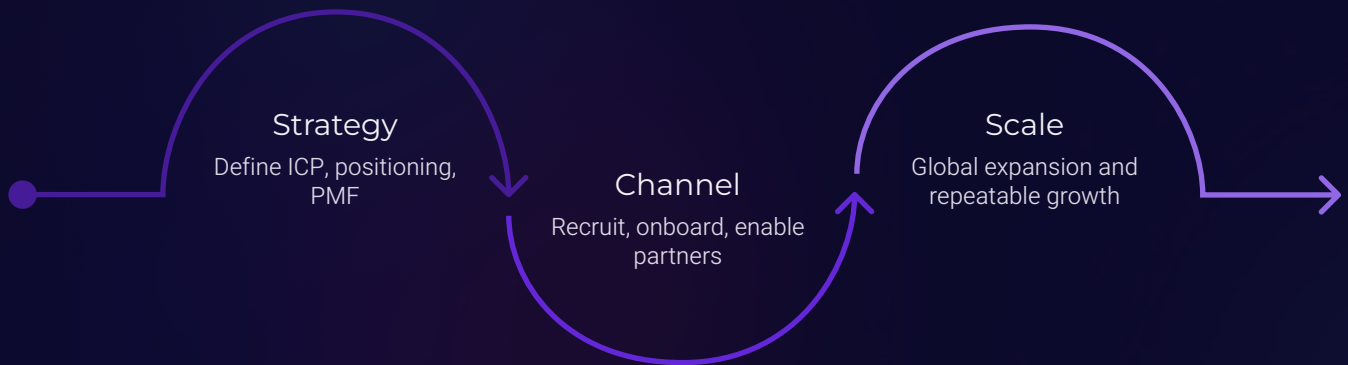 Strategy
Define ICP, positioning,
PMF
Channel
Recruit, onboard, enable
partners
Scale
Global expansion and
repeatable growth